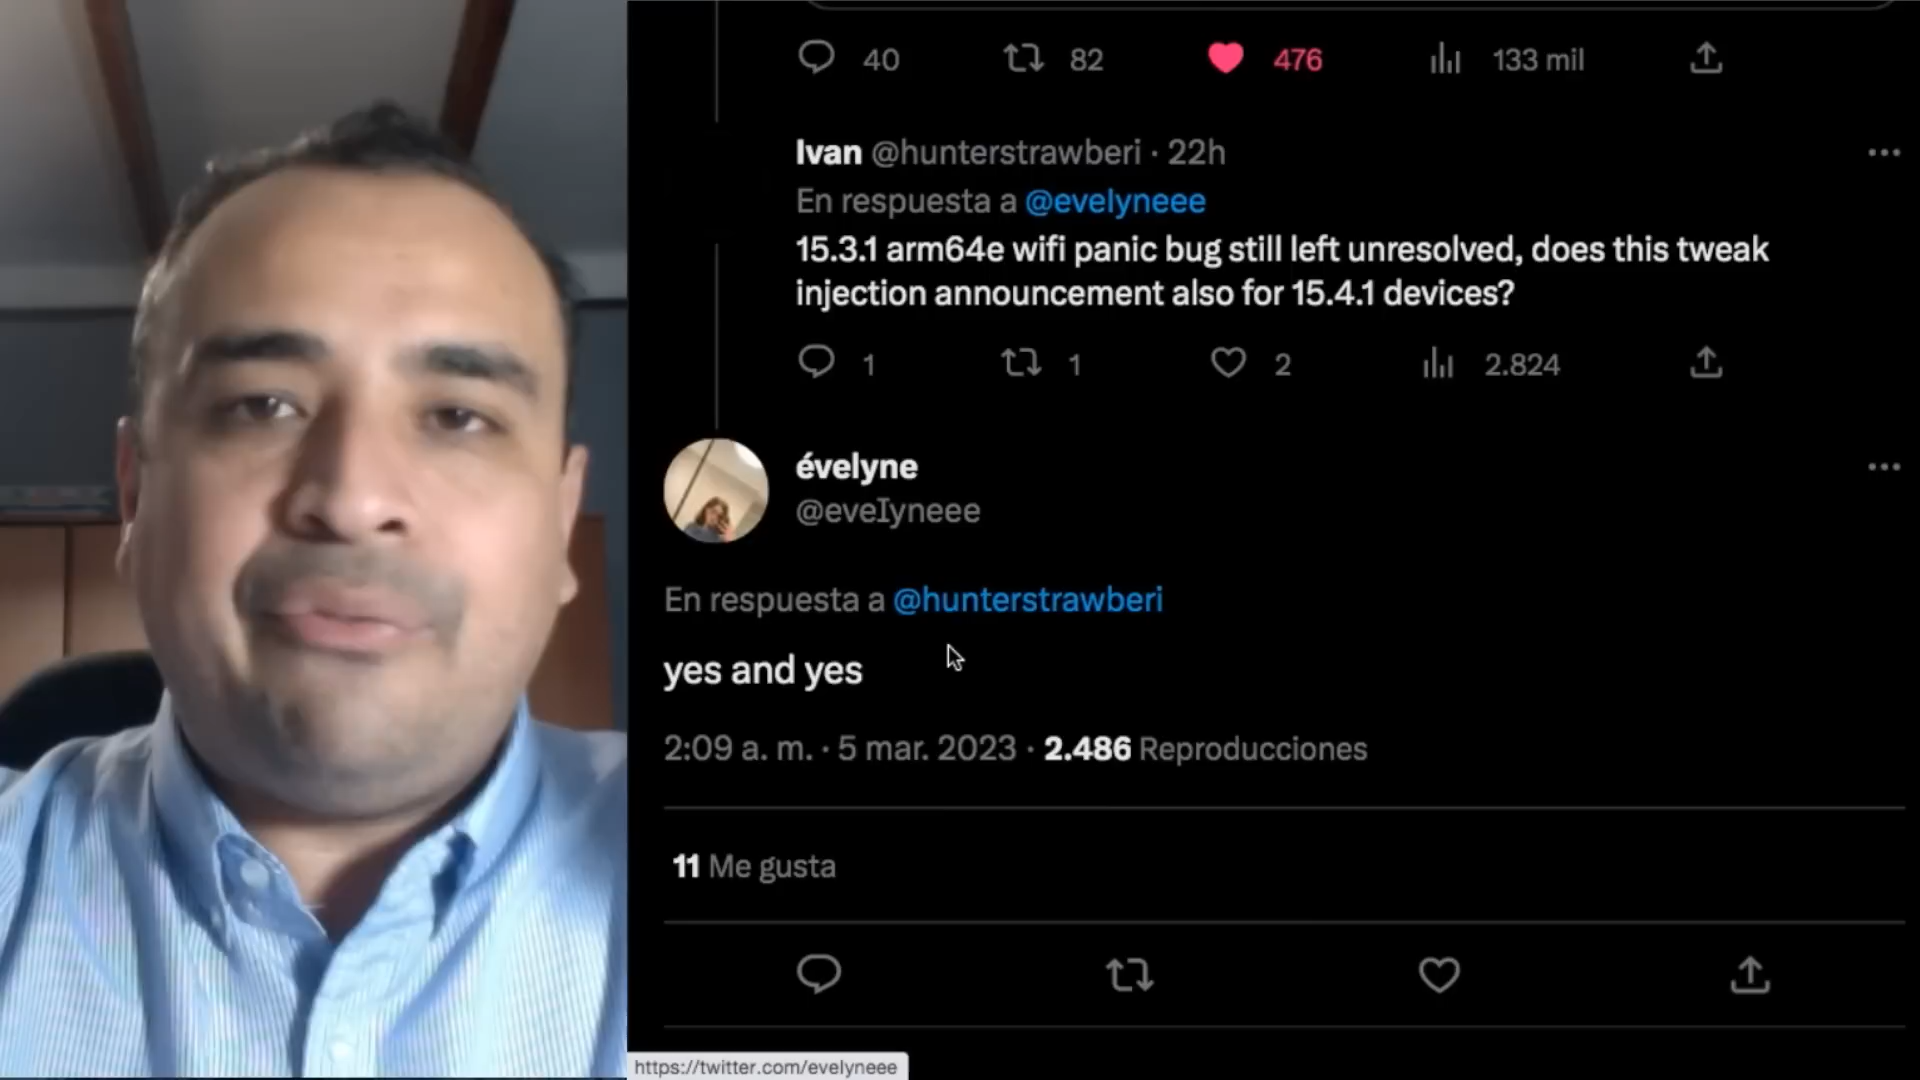 40 82 476 133 mil
Ivan @hunterstrawberi · 22h
En respuesta a @evelyneee
15.3.1 arm64e wifi panic bug still left unresolved, does this tweak
injection announcement also for 15.4.1 devices?
1 1 2 2.824
évelyne
@eveIyneee
En respuesta a @hunterstrawberi
yes and yes
2:09 a. m. · 5 mar. 2023 · 2.486 Reproducciones
11 Me gusta
https://twitter.com/evelyneee